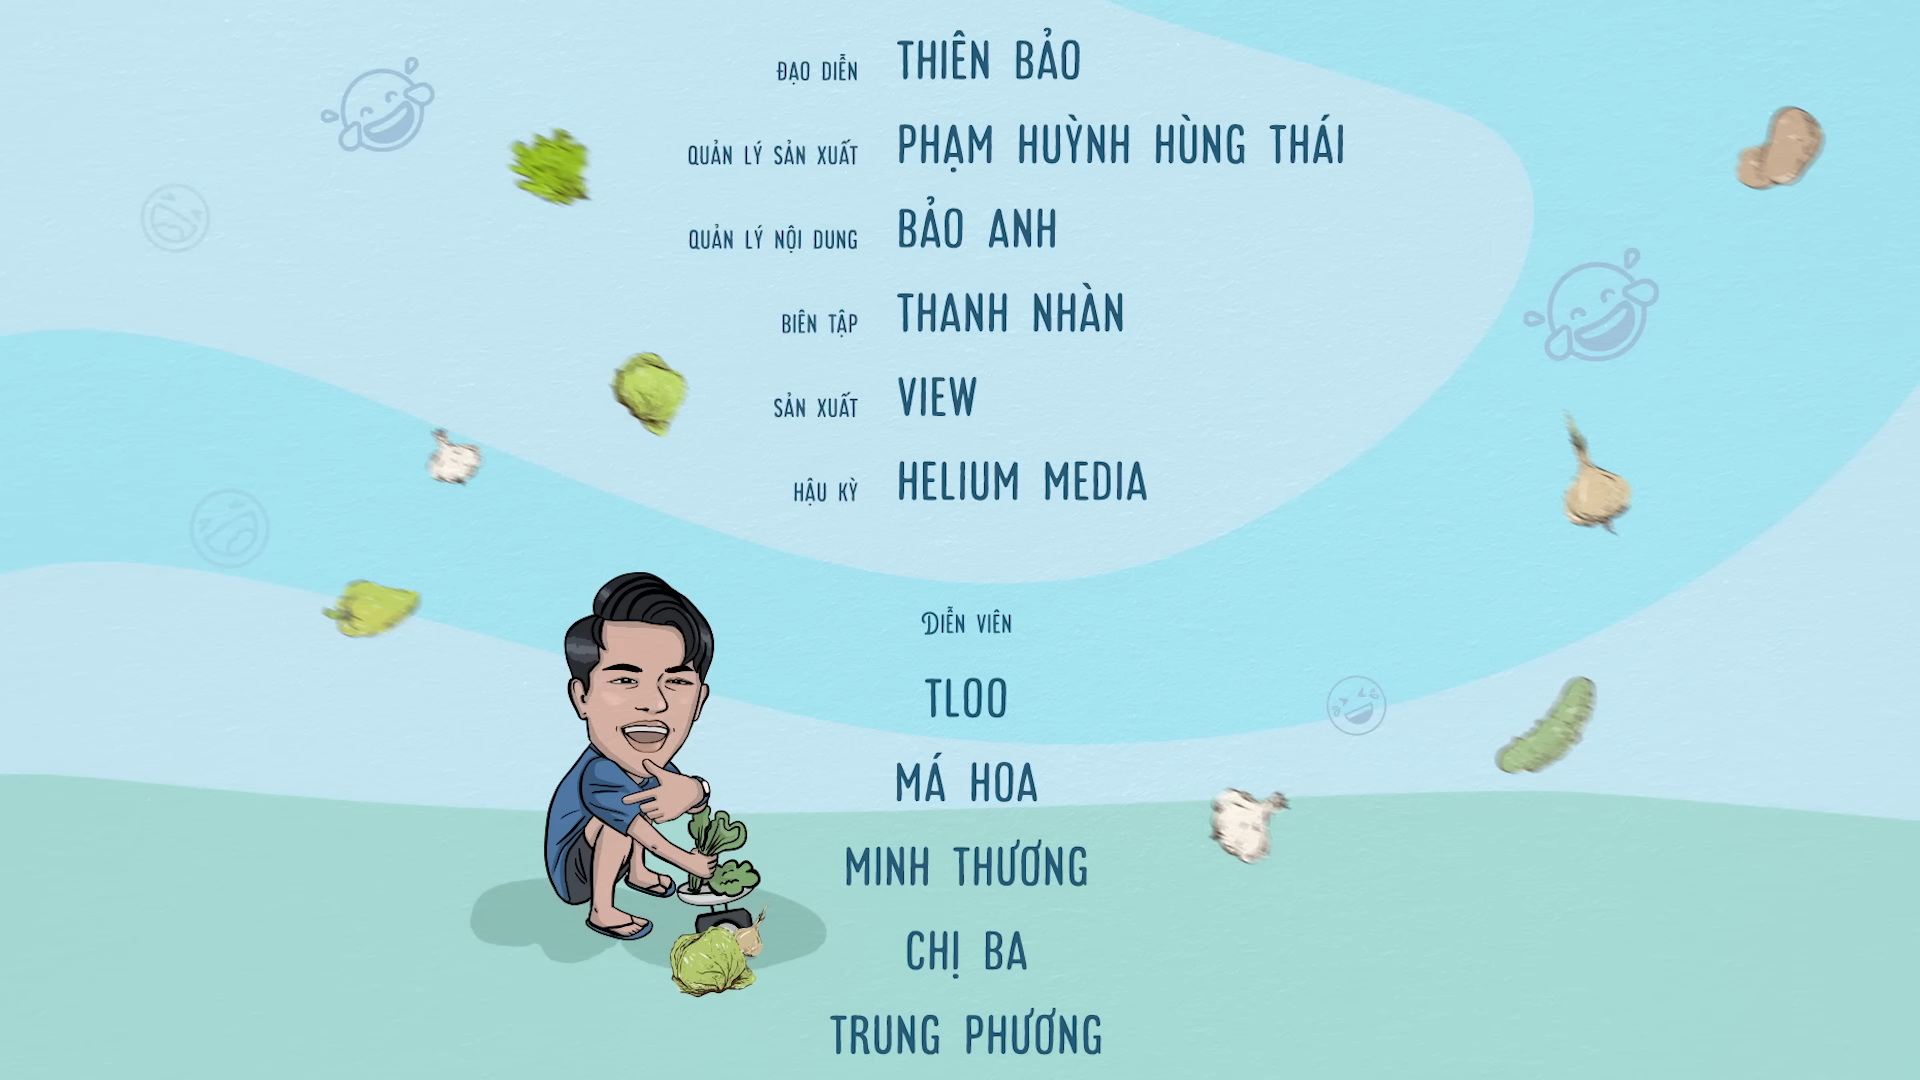 ĐẠO DIỄN THIÊN BẢO
QUẢN LÝ SẢN XUẤT PHẠM HUỲNH HÙNG THÁI
QUẢN LÝ NỘI DUNG BẢO ANH
BIÊN TẬP THANH NHÀN
SẢN XUẤT VIEW
HẬU KỲ HELIUM MEDIA
DIỄN VIÊN
TLOO
MÁ HOA
MINH THƯƠNG
CHỊ BA
TRUNG PHƯƠNG